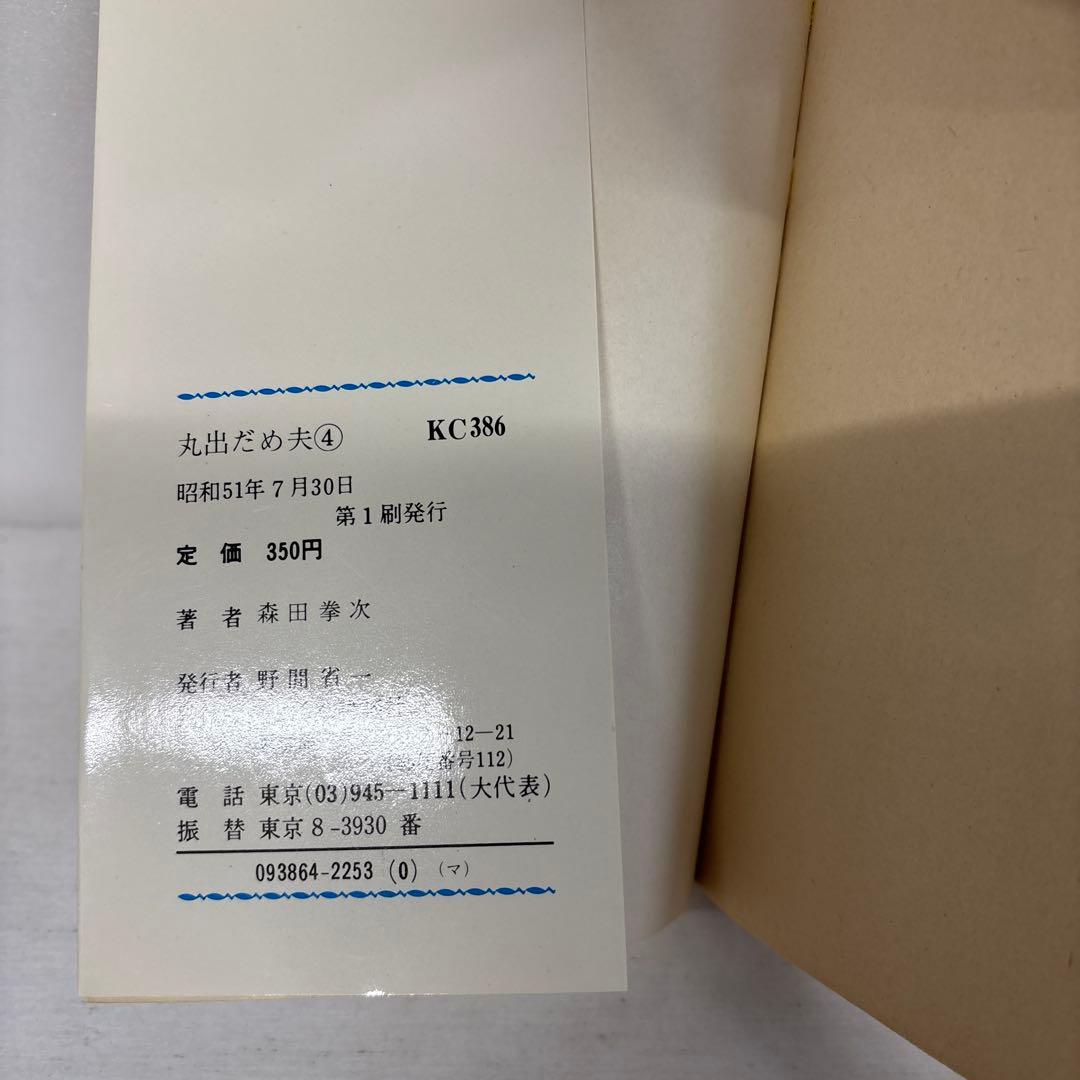 丸出だめ夫④ KC386
昭和51年7月30日
第1刷発行
定 価 350円
著 者 森田拳次
発行者 野間省一
12—21
番号112)
電 話 東京(03)945—1111(大代表)
振 替 東京8-3930 番
093864-2253 (0) (マ)